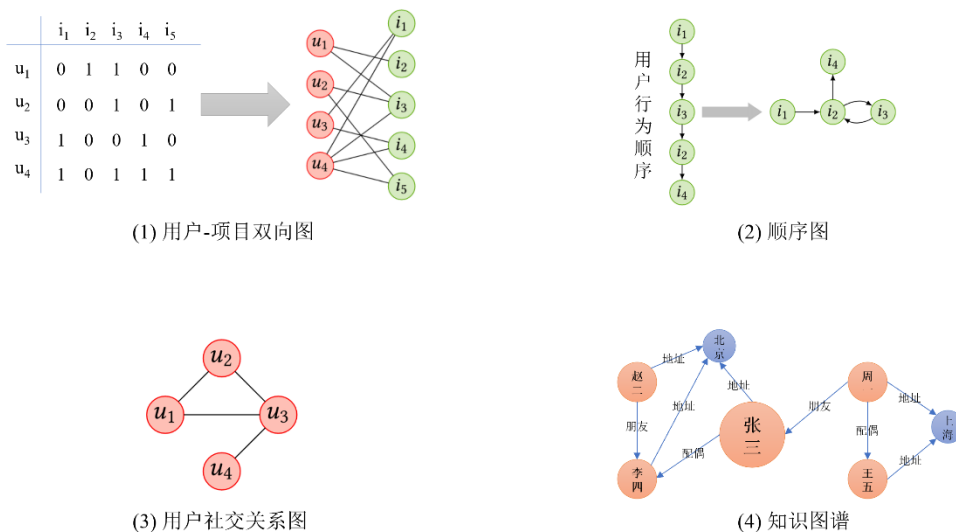 i₁ i₂ i₃ i₄ i₅
u₁ 0 1 1 0 0
u₂ 0 0 1 0 1
u₃ 1 0 0 1 0
u₄ 1 0 1 1 1
u₁
u₂
u₃
u₄
i₁
i₂
i₃
i₄
i₅
(1) 用户-项目双向图
用户行为顺序
i₁
i₂
i₃
i₂
i₄
i₄
i₁
i₂
i₃
(2) 顺序图
u₂
u₁
u₃
u₄
(3) 用户社交关系图
北京
地址
赵二
地址
地址
朋友
张三
配偶
李四
朋友
周一
地址
配偶
上海
地址
王五
(4) 知识图谱